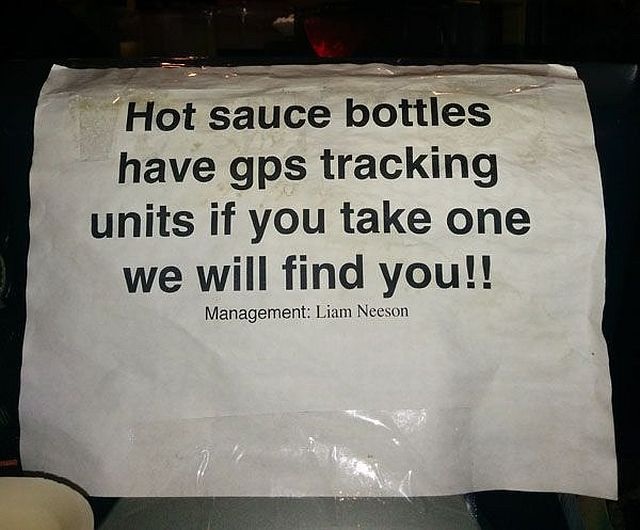 Hot sauce bottles
have gps tracking
units if you take one
we will find you!!
Management: Liam Neeson